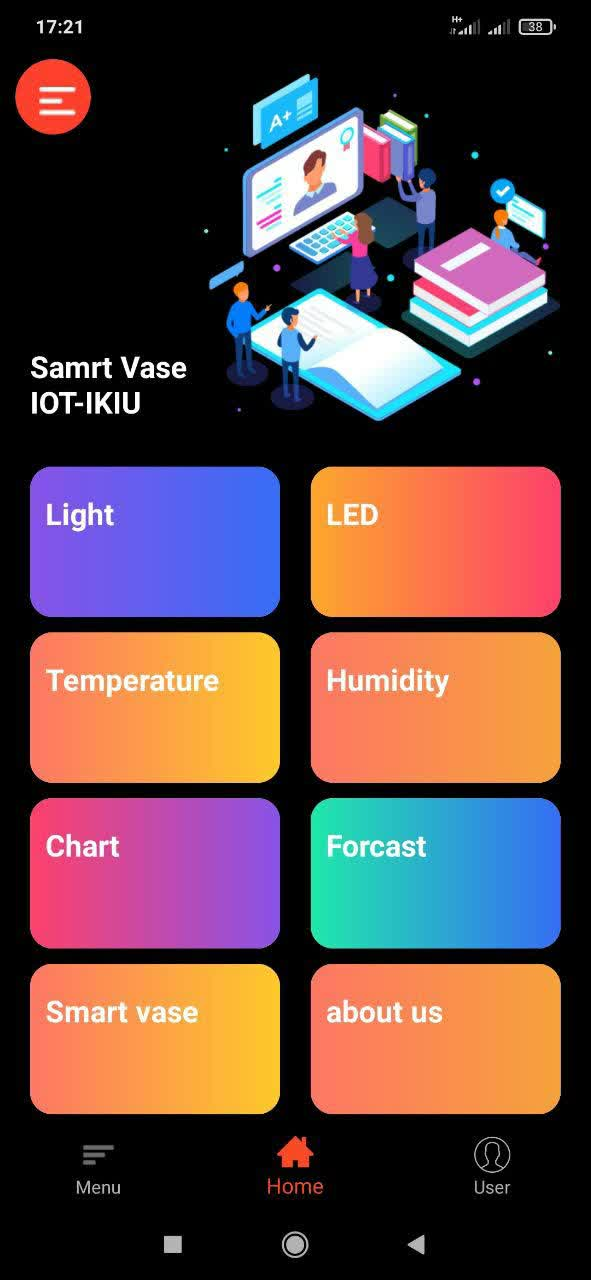 17:21
H+
38
A+
Samrt Vase
IOT-IKIU
Light
LED
Temperature
Humidity
Chart
Forcast
Smart vase
about us
Menu
Home
User